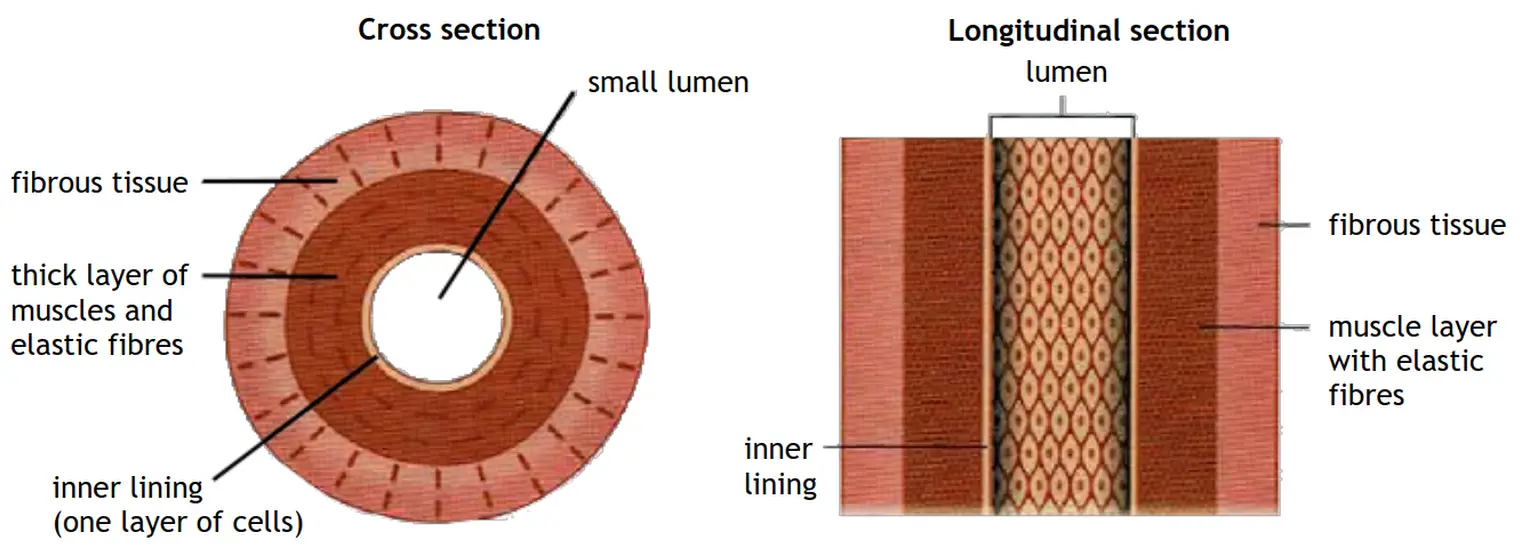 Cross section
small lumen
fibrous tissue
thick layer of
muscles and
elastic fibres
inner lining
(one layer of cells)
Longitudinal section
lumen
fibrous tissue
muscle layer
with elastic
fibres
inner
lining